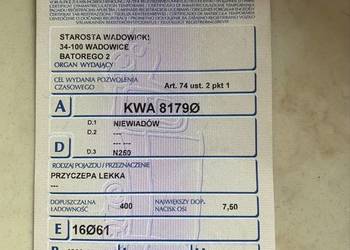 STAROSTA WADOWICKI
34-100 WADOWICE
BATOREGO 2
ORGAN WYDAJĄCY
CEL WYDANIA POZWOLENIA
CZASOWEGO Art. 74 ust. 2 pkt 1
A KWA 8179Ø
D.1 NIEWIADÓW
D.2 --- ---
D ---
D.3 N250
RODZAJ POJAZDU / PRZEZNACZENIE
PRZYCZEPA LEKKA
---
DOPUSZCZALNA ŁADOWNOŚĆ 400 NAJWIĘKSZY DOP. NACISK OSI 7,50
E 16Ø61